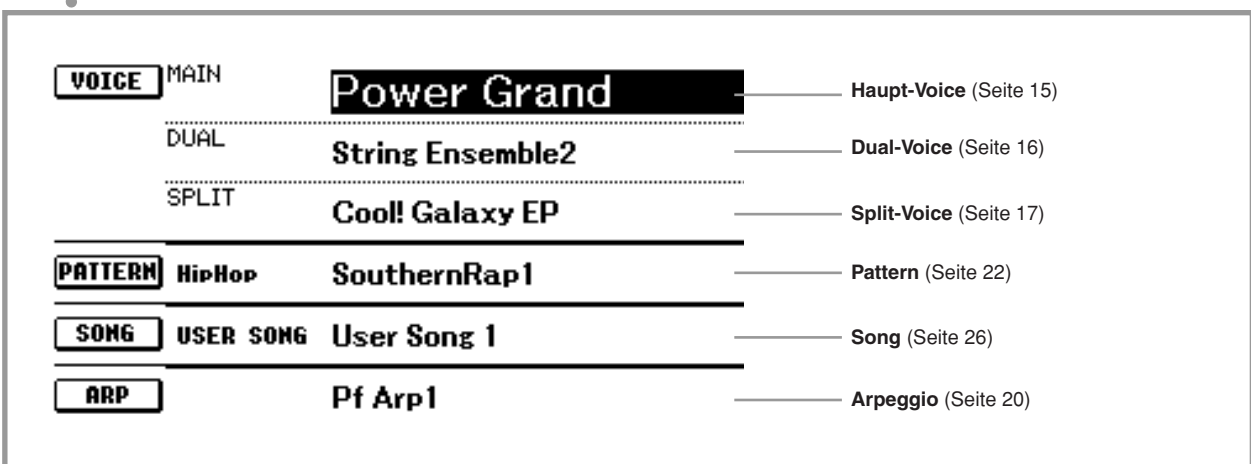 VOICE MAIN Power Grand Haupt-Voice (Seite 15)
DUAL String Ensemble2 Dual-Voice (Seite 16)
SPLIT Cool! Galaxy EP Split-Voice (Seite 17)
PATTERN HipHop SouthernRap1 Pattern (Seite 22)
SONG USER SONG User Song 1 Song (Seite 26)
ARP Pf Arp1 Arpeggio (Seite 20)